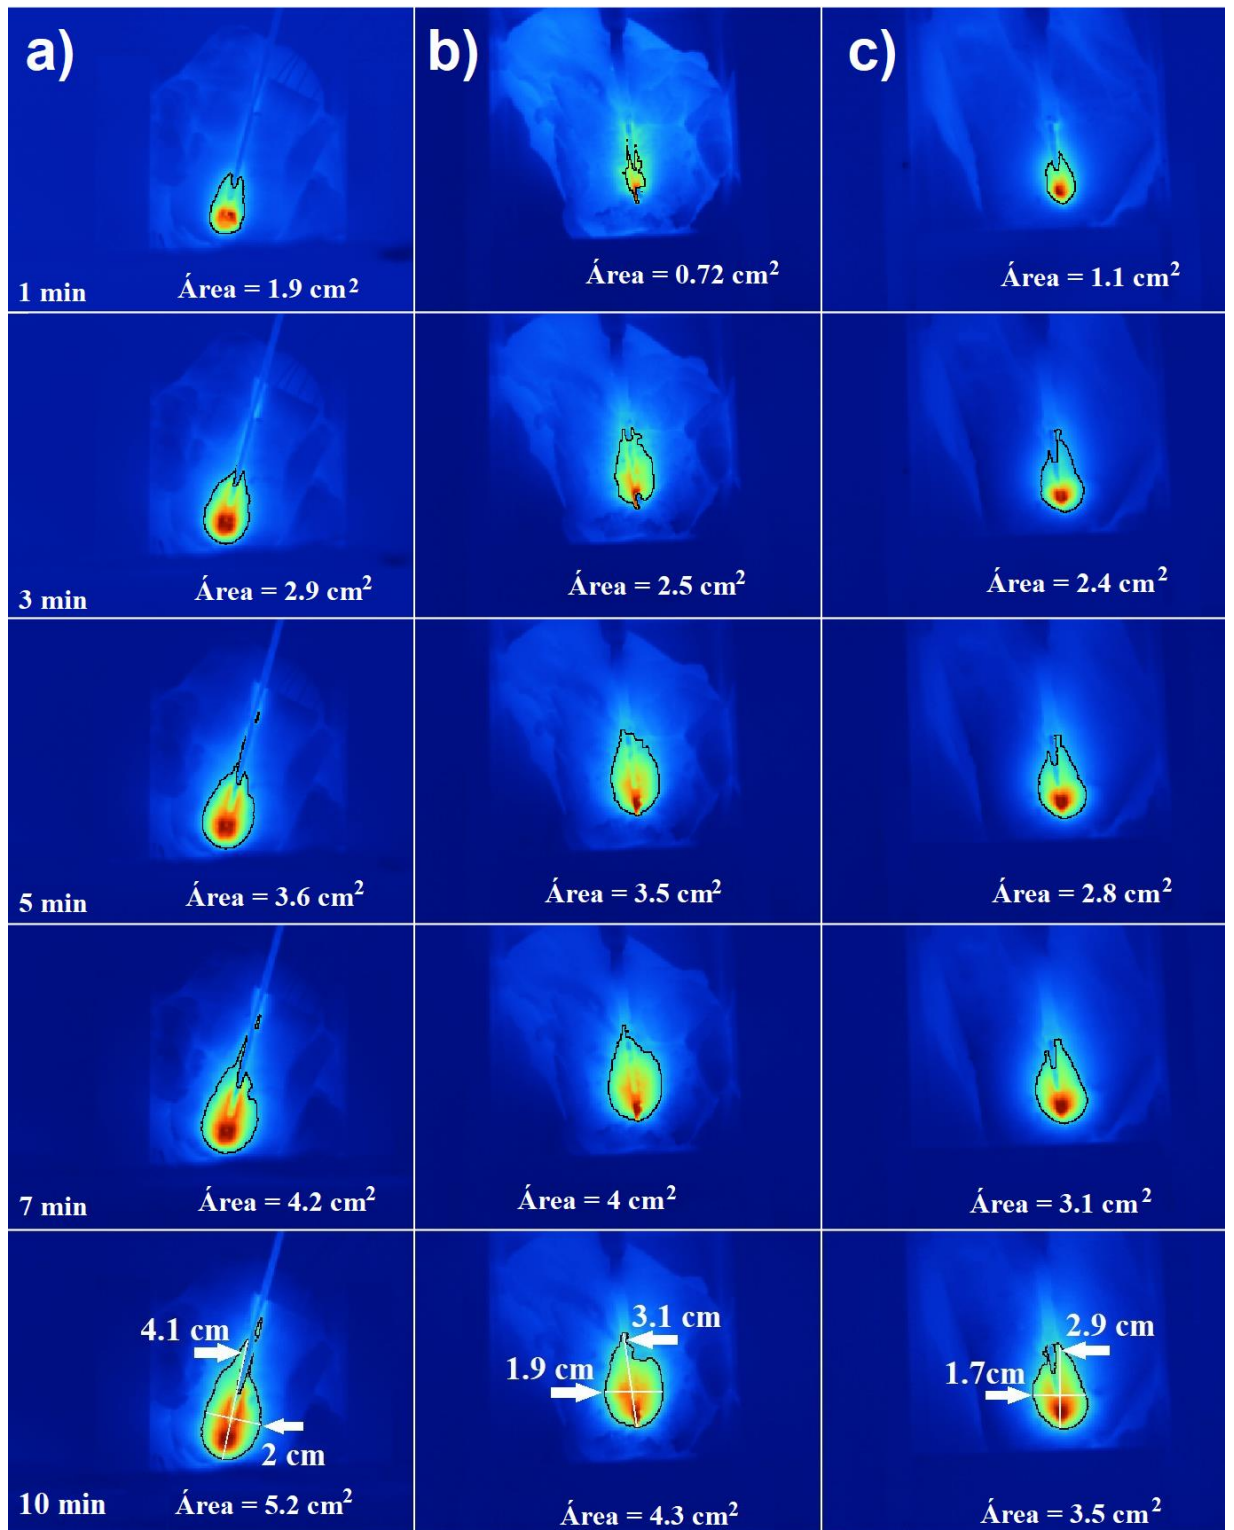 a)
b)
c)
1 min
Área = 1.9 cm²
Área = 0.72 cm²
Área = 1.1 cm²
3 min
Área = 2.9 cm²
Área = 2.5 cm²
Área = 2.4 cm²
5 min
Área = 3.6 cm²
Área = 3.5 cm²
Área = 2.8 cm²
7 min
Área = 4.2 cm²
Área = 4 cm²
Área = 3.1 cm²
4.1 cm
2 cm
3.1 cm
1.9 cm
2.9 cm
1.7cm
10 min
Área = 5.2 cm²
Área = 4.3 cm²
Área = 3.5 cm²